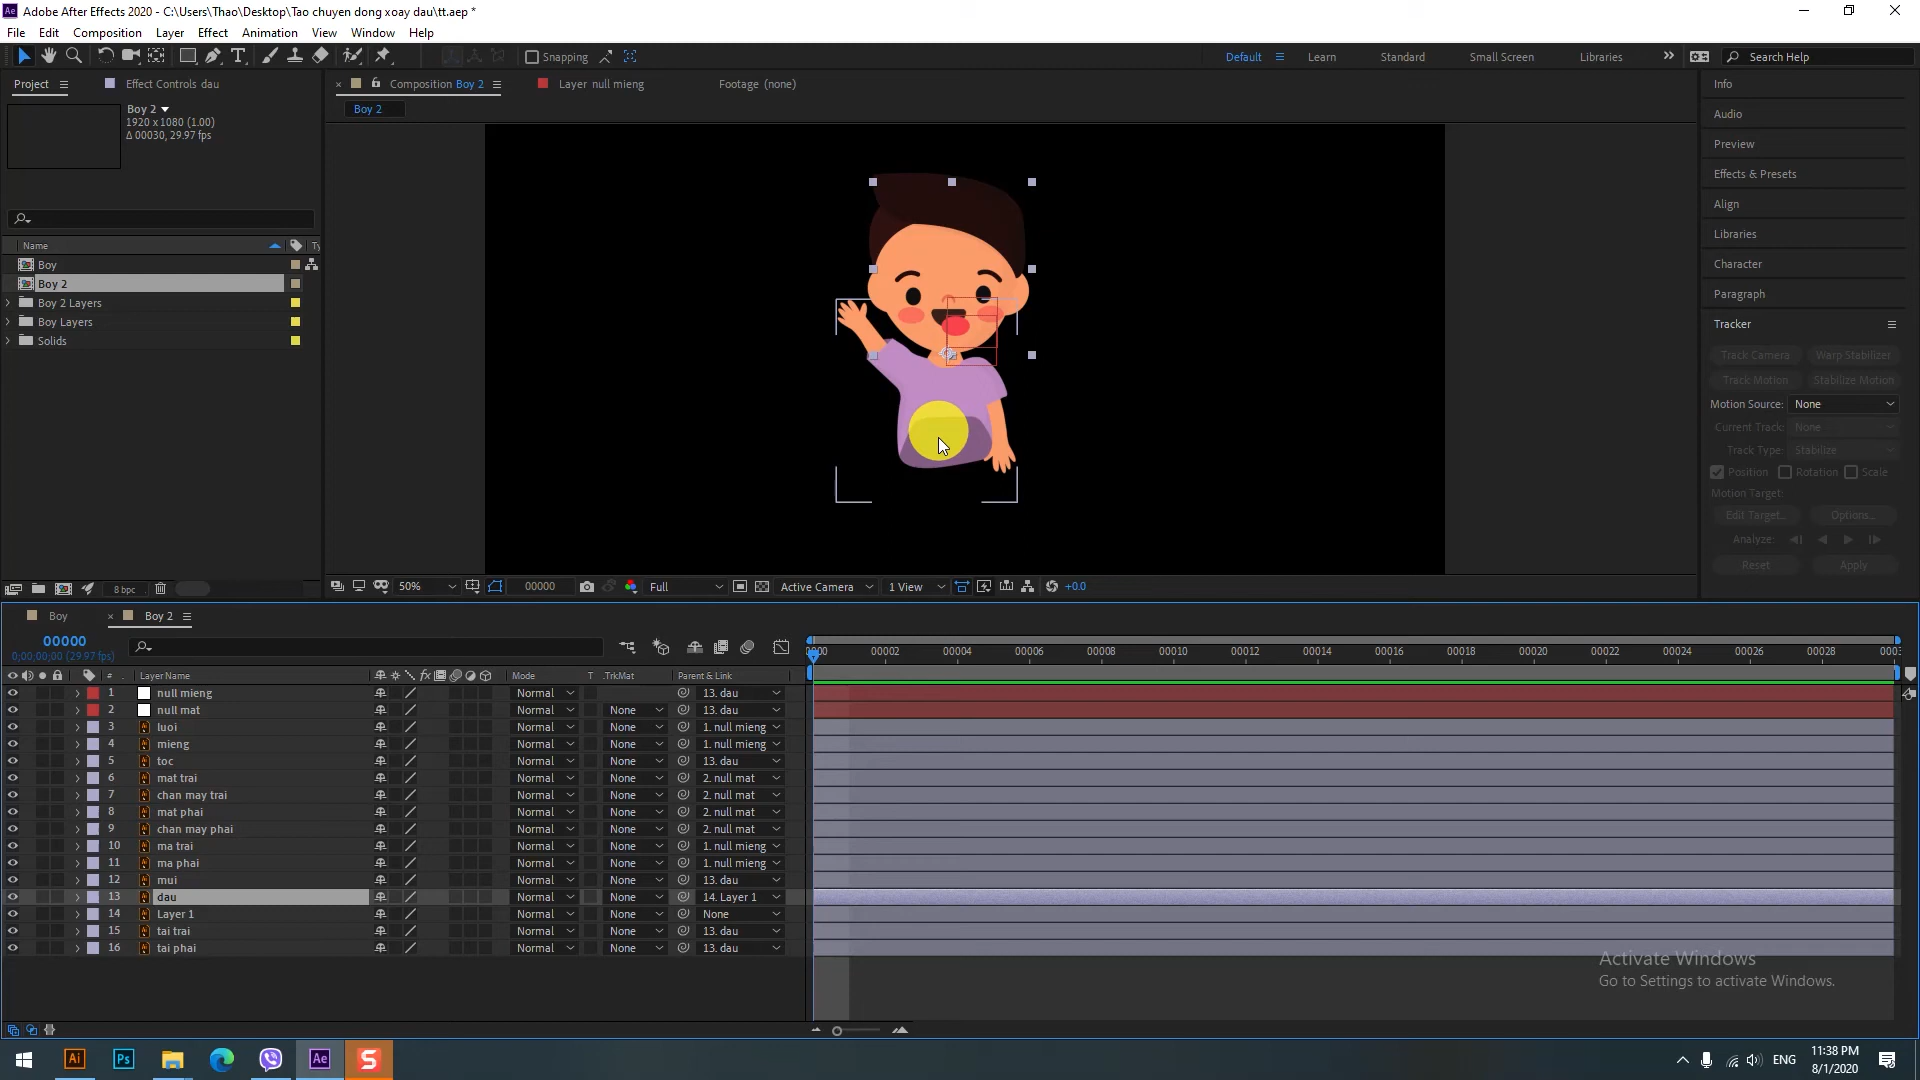 Adobe After Effects 2020 - C:\Users\Thao\Desktop\Tao chuyen dong xoay dau\tt.aep *
File Edit Composition Layer Effect Animation View Window Help
Snapping Default Learn Standard Small Screen Libraries Search Help
Project Effect Controls dau Composition Boy 2 Layer null mieng Footage (none) Info
Boy 2
Boy 2
1920 x 1080 (1.00)
Δ 00030, 29.97 fps
Audio
Preview
Effects & Presets
Align
Libraries
Character
Paragraph
Tracker
Name Ty
Boy
Boy 2
Boy 2 Layers
Boy Layers
Solids
Track Camera Warp Stabilizer
Track Motion Stabilize Motion
Motion Source: None
Current Track: None
Track Type: Stabilize
Position Rotation Scale
Motion Target:
Edit Target... Options...
Analyze:
Reset Apply
8 bpc 50% 00000 Full Active Camera 1 View +0.0
Boy Boy 2
00000
0;00;00;00 (29.97 fps)
0000 00002 00004 00006 00008 00010 00012 00014 00016 00018 00020 00022 00024 00026 00028 0003
# Layer Name fx Mode T .TrkMat Parent & Link
1 null mieng Normal 13. dau
2 null mat Normal None 13. dau
3 luoi Normal None 1. null mieng
4 mieng Normal None 1. null mieng
5 toc Normal None 13. dau
6 mat trai Normal None 2. null mat
7 chan may trai Normal None 2. null mat
8 mat phai Normal None 2. null mat
9 chan may phai Normal None 2. null mat
10 ma trai Normal None 1. null mieng
11 ma phai Normal None 1. null mieng
12 mui Normal None 13. dau
13 dau Normal None 14. Layer 1
14 Layer 1 Normal None None
15 tai trai Normal None 13. dau
16 tai phai Normal None 13. dau
Activate Windows
Go to Settings to activate Windows.
Ai Ps Ae S ENG
11:38 PM
8/1/2020